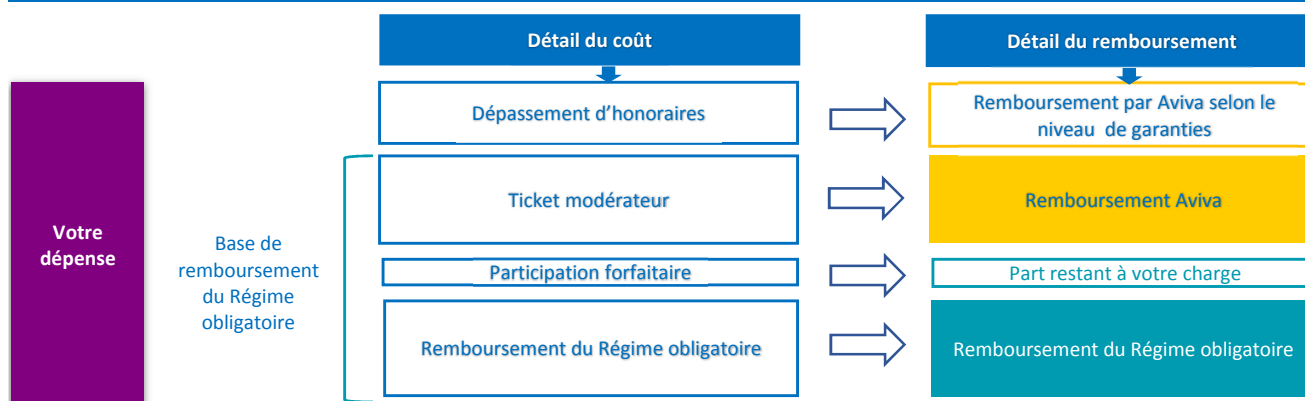 Détail du coût
Détail du remboursement
Dépassement d’honoraires
Remboursement par Aviva selon le
niveau de garanties
Votre
dépense
Base de
remboursement
du Régime
obligatoire
Ticket modérateur
Remboursement Aviva
Participation forfaitaire
Part restant à votre charge
Remboursement du Régime obligatoire
Remboursement du Régime obligatoire